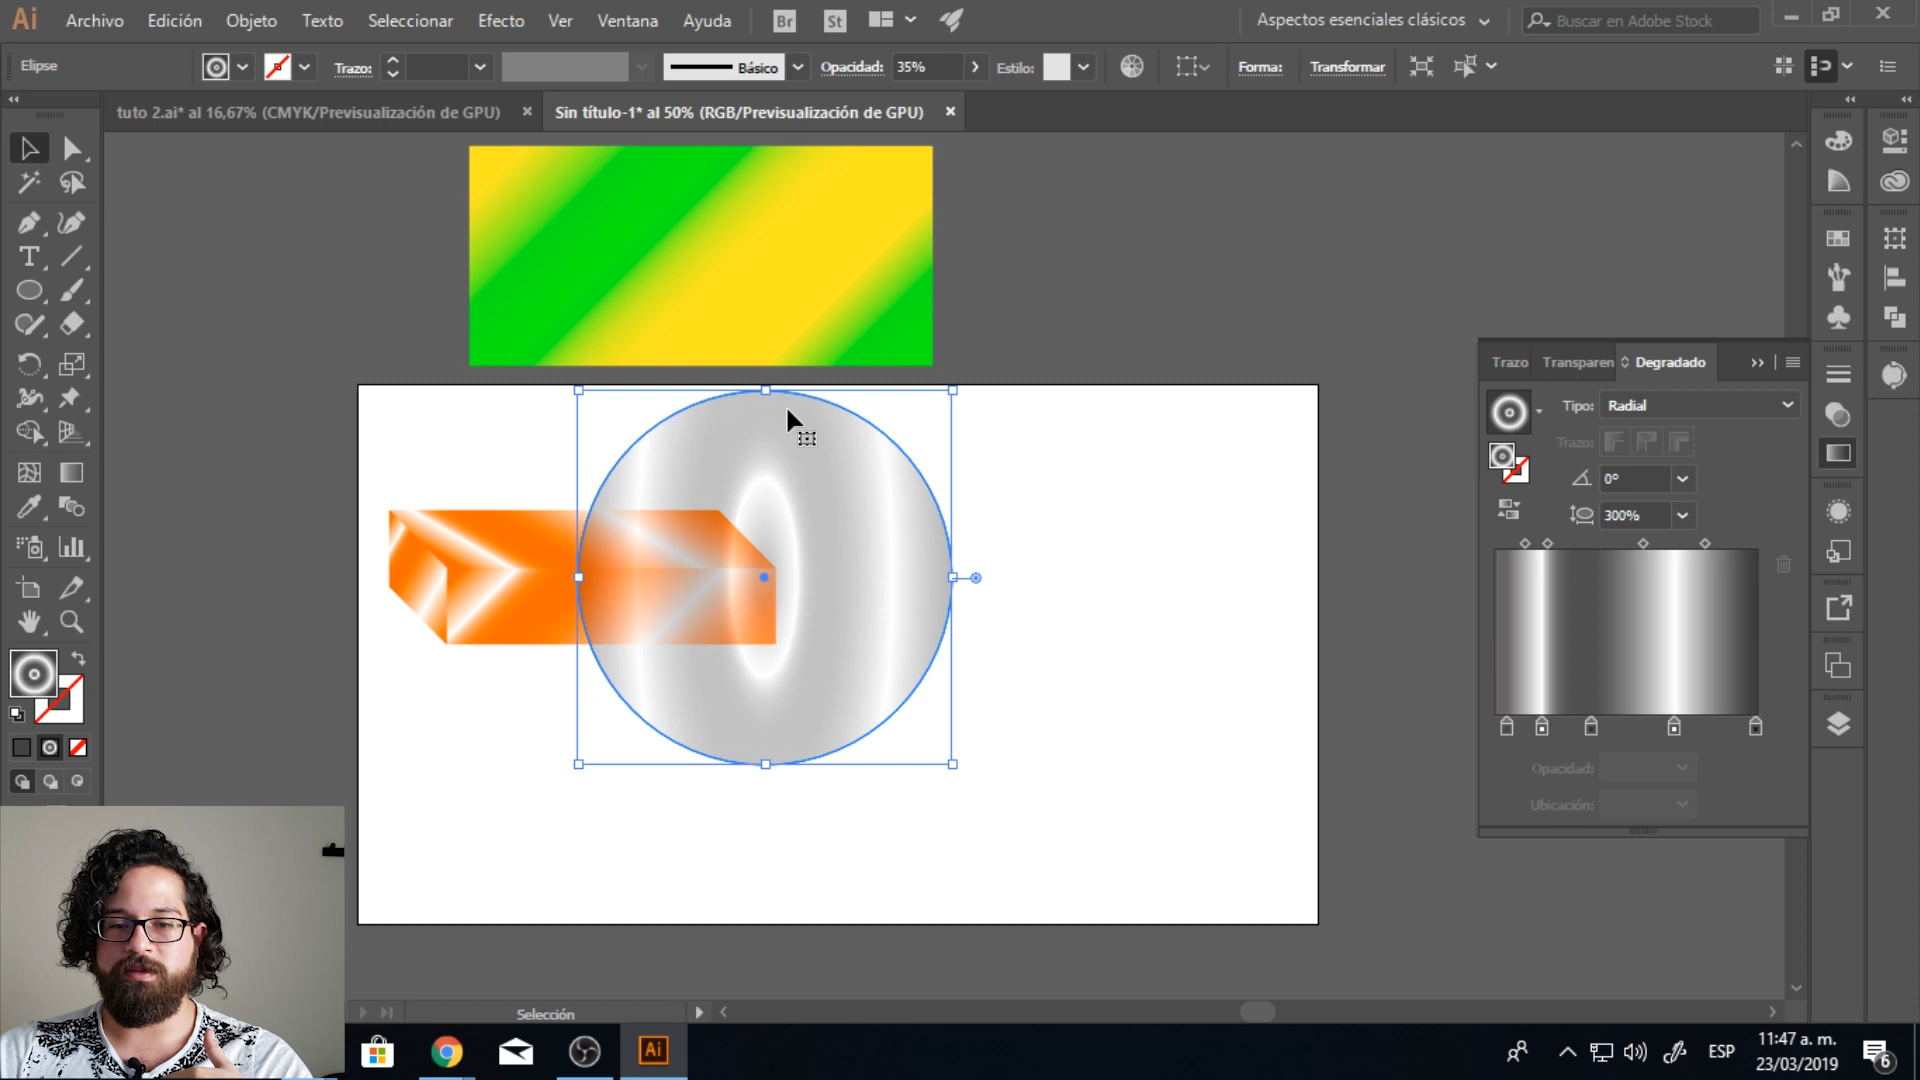 Ai Archivo Edición Objeto Texto Seleccionar Efecto Ver Ventana Ayuda Br St Aspectos esenciales clásicos Buscar en Adobe Stock
Elipse Trazo: Básico Opacidad: 35% Estilo: Forma: Transformar
tuto 2.ai* al 16,67% (CMYK/Previsualización de GPU) Sin título-1* al 50% (RGB/Previsualización de GPU)
Trazo Transparen Degradado
Tipo: Radial
Trazo:
0°
300%
Opacidad:
Ubicación:
Selección
Ai ESP 11:47 a. m.
23/03/2019 6